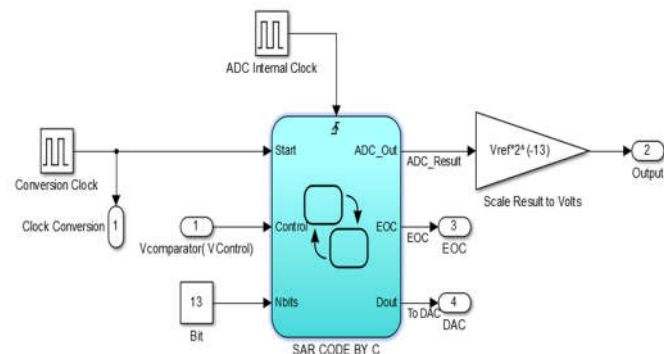 ADC Internal Clock
Conversion Clock
1
Clock Conversion
1
Vcomparator( V Control)
13
Bit
Start
Control
Nbits
ADC_Out
EOC
Dout
SAR CODE BY C
ADC_Result
EOC
To DAC
Vref*2^(-13)
Scale Result to Volts
2
Output
3
EOC
4
DAC